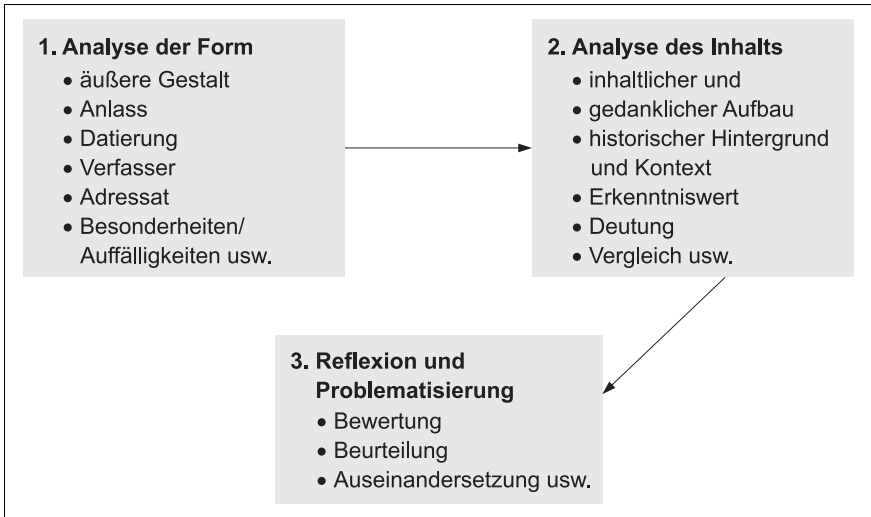 1. Analyse der Form
• äußere Gestalt
• Anlass
• Datierung
• Verfasser
• Adressat
• Besonderheiten/
Auffälligkeiten usw.
2. Analyse des Inhalts
• inhaltlicher und
• gedanklicher Aufbau
• historischer Hintergrund
und Kontext
• Erkenntniswert
• Deutung
• Vergleich usw.
3. Reflexion und
Problematisierung
• Bewertung
• Beurteilung
• Auseinandersetzung usw.